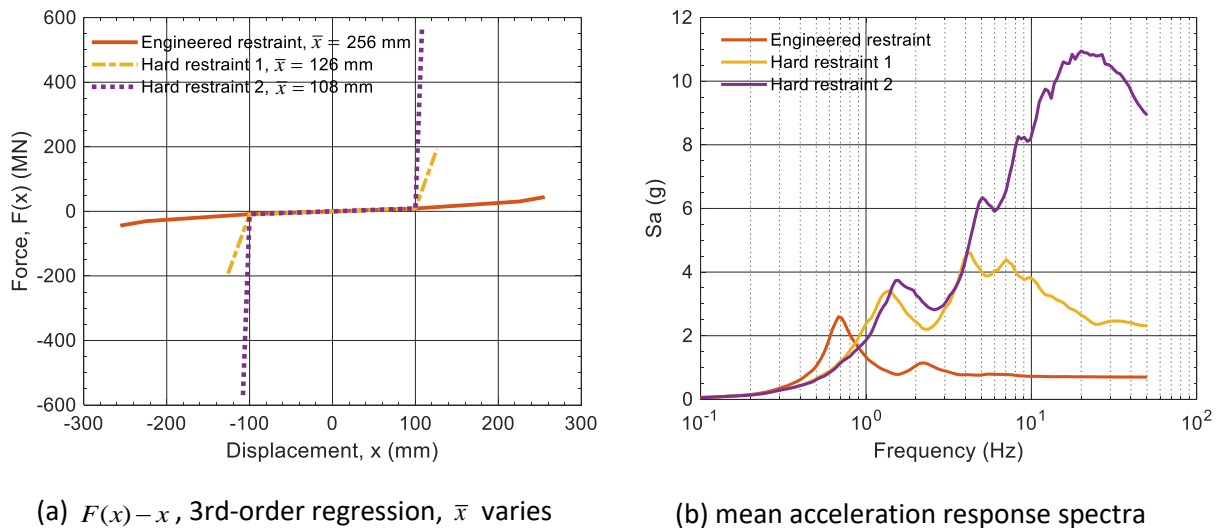 600
400
200
0
-200
-400
-600
Force, F(x) (MN)
Engineered restraint, x̅ = 256 mm
Hard restraint 1, x̅ = 126 mm
Hard restraint 2, x̅ = 108 mm
-300 -200 -100 0 100 200 300
Displacement, x (mm)
(a) F(x) – x , 3rd-order regression, x̅ varies
12
10
8
6
4
2
0
Sa (g)
Engineered restraint
Hard restraint 1
Hard restraint 2
10⁻¹ 10⁰ 10¹ 10²
Frequency (Hz)
(b) mean acceleration response spectra